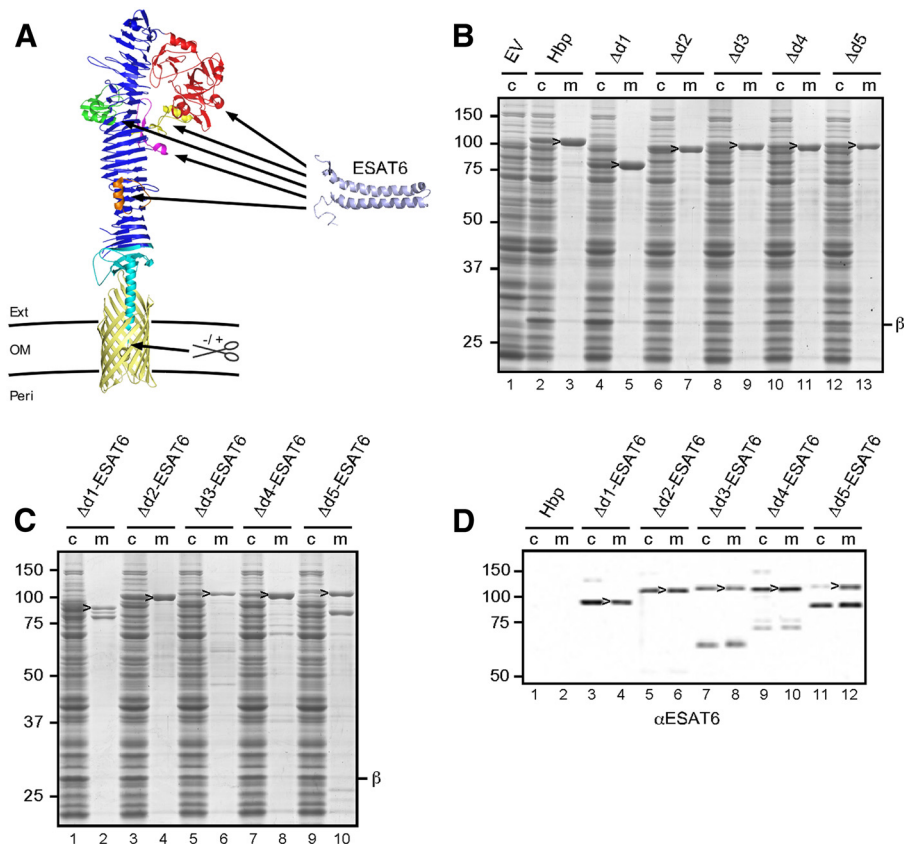 A
ESAT6
Ext
OM
Peri
-/+
B
EV Hbp Δd1 Δd2 Δd3 Δd4 Δd5
c c m c m c m c m c m c m
150
100
75
50
37
25
> > > > > >
β
1 2 3 4 5 6 7 8 9 10 11 12 13
C
Δd1-ESAT6 Δd2-ESAT6 Δd3-ESAT6 Δd4-ESAT6 Δd5-ESAT6
c m c m c m c m c m
150
100
75
50
37
25
> > > > >
β
1 2 3 4 5 6 7 8 9 10
D
Hbp Δd1-ESAT6 Δd2-ESAT6 Δd3-ESAT6 Δd4-ESAT6 Δd5-ESAT6
c m c m c m c m c m c m
150
100
75
50
> > > > >
1 2 3 4 5 6 7 8 9 10 11 12
αESAT6